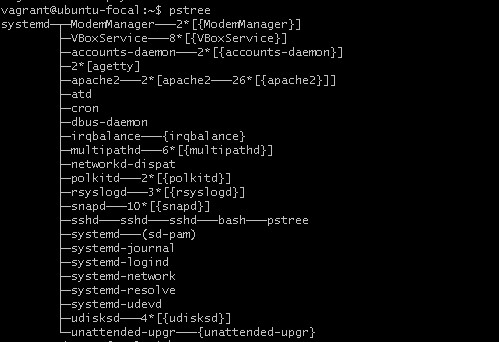 vagrant@ubuntu-focal:~$ pstree
systemd─┬─ModemManager───2*[{ModemManager}]
        ├─VBoxService───8*[{VBoxService}]
        ├─accounts-daemon───2*[{accounts-daemon}]
        ├─2*[agetty]
        ├─apache2───2*[apache2───26*[{apache2}]]
        ├─atd
        ├─cron
        ├─dbus-daemon
        ├─irqbalance───{irqbalance}
        ├─multipathd───6*[{multipathd}]
        ├─networkd-dispat
        ├─polkitd───2*[{polkitd}]
        ├─rsyslogd───3*[{rsyslogd}]
        ├─snapd───10*[{snapd}]
        ├─sshd───sshd───sshd───bash───pstree
        ├─systemd───(sd-pam)
        ├─systemd-journal
        ├─systemd-logind
        ├─systemd-network
        ├─systemd-resolve
        ├─systemd-udevd
        ├─udisksd───4*[{udisksd}]
        └─unattended-upgr───{unattended-upgr}